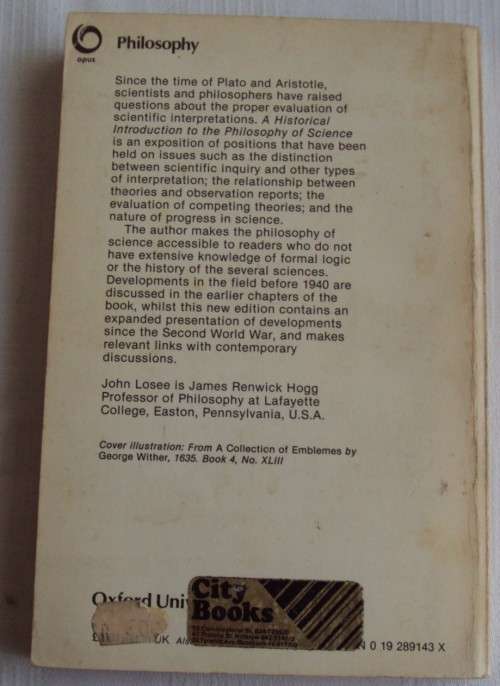 opus
Philosophy
Since the time of Plato and Aristotle,
scientists and philosophers have raised
questions about the proper evaluation of
scientific interpretations. A Historical
Introduction to the Philosophy of Science
is an exposition of positions that have been
held on issues such as the distinction
between scientific inquiry and other types
of interpretation; the relationship between
theories and observation reports; the
evaluation of competing theories; and the
nature of progress in science.
The author makes the philosophy of
science accessible to readers who do not
have extensive knowledge of formal logic
or the history of the several sciences.
Developments in the field before 1940 are
discussed in the earlier chapters of the
book, whilst this new edition contains an
expanded presentation of developments
since the Second World War, and makes
relevant links with contemporary
discussions.
John Losee is James Renwick Hogg
Professor of Philosophy at Lafayette
College, Easton, Pennsylvania, U.S.A.
Cover illustration: From A Collection of Emblemes by
George Wither, 1635. Book 4, No. XLIII
Oxford Uni
City
Books
UK
N 0 19 289143 X